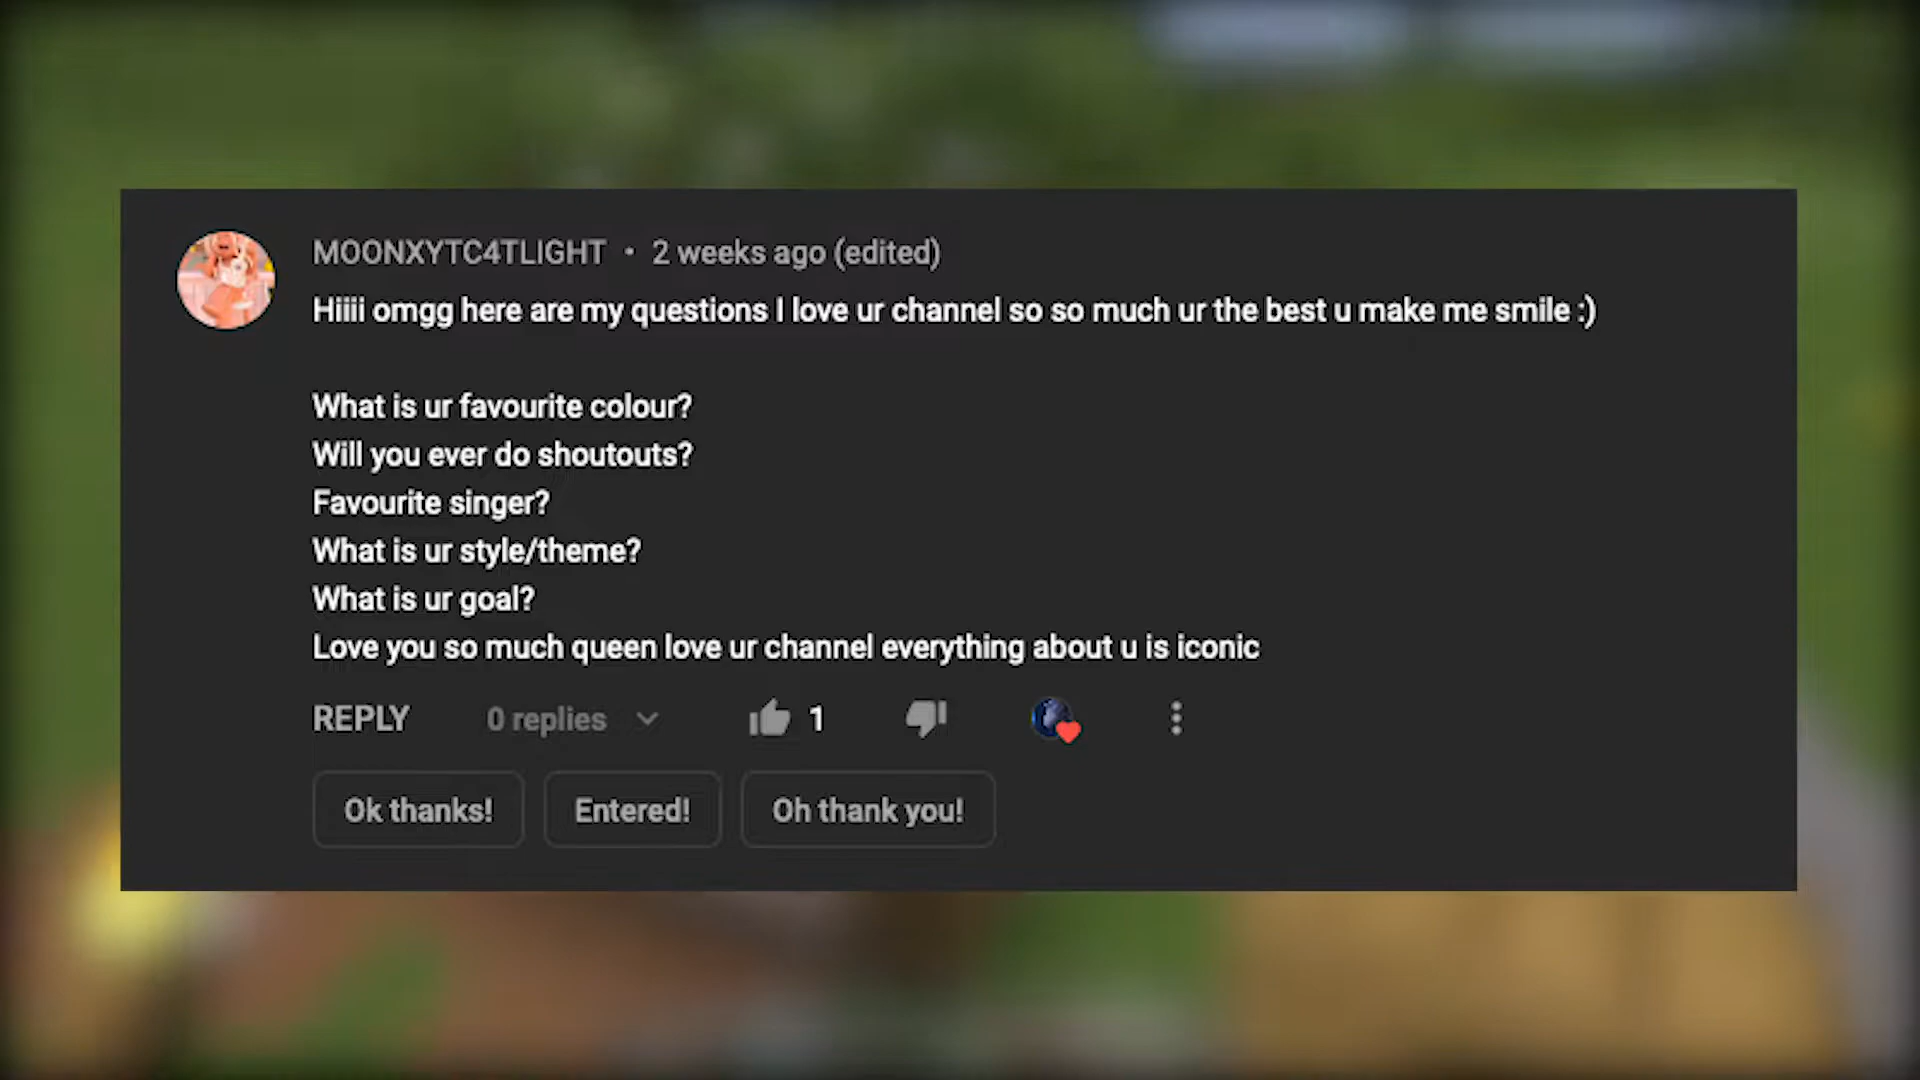 MOONXYTC4TLIGHT • 2 weeks ago (edited)
Hiiii omgg here are my questions I love ur channel so so much ur the best u make me smile :)
What is ur favourite colour?
Will you ever do shoutouts?
Favourite singer?
What is ur style/theme?
What is ur goal?
Love you so much queen love ur channel everything about u is iconic
REPLY 0 replies 1
Ok thanks! Entered! Oh thank you!